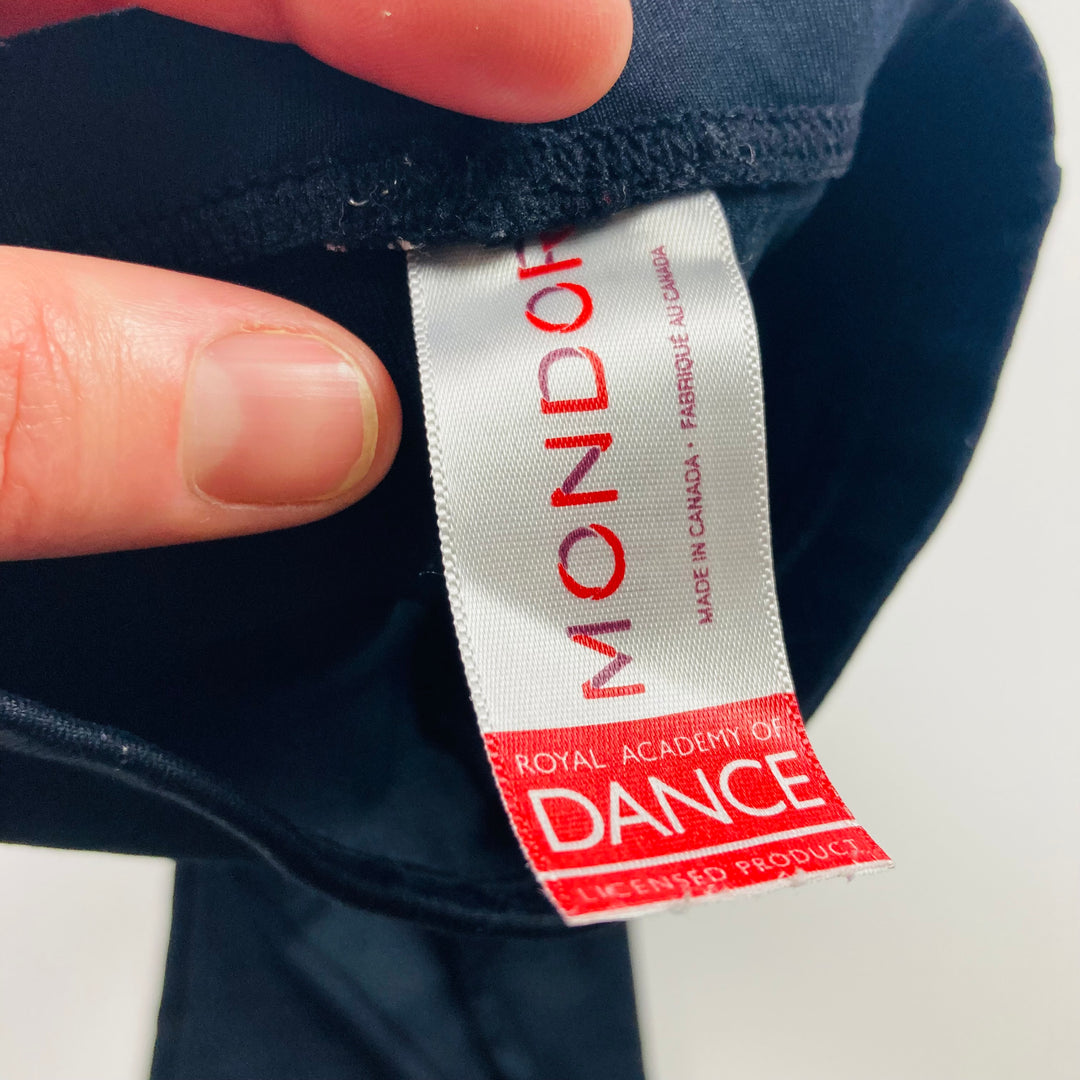 MONDOR
MADE IN CANADA • FABRIQUÉ AU CANADA
ROYAL ACADEMY OF
DANCE
LICENSED PRODUCT